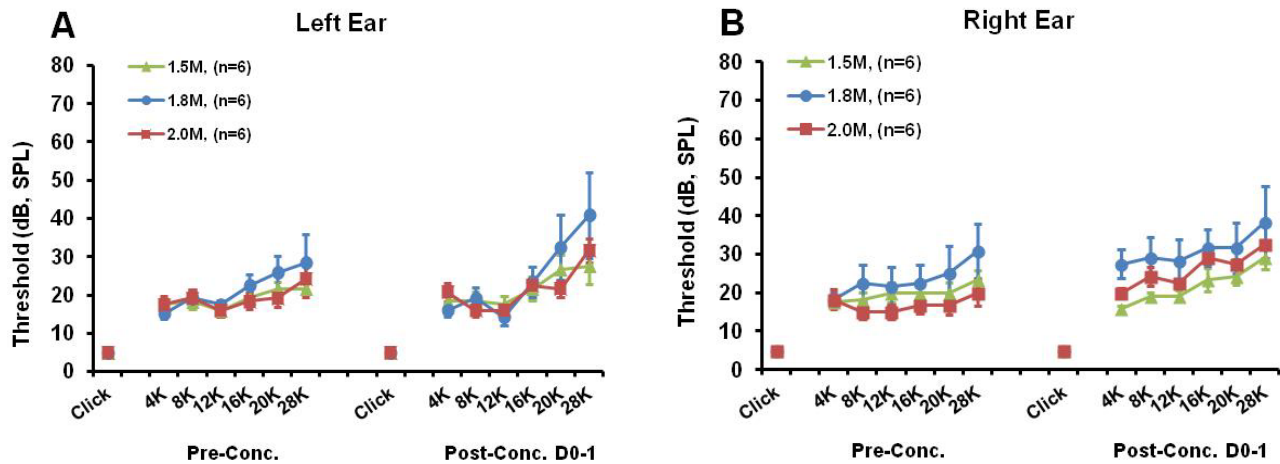 A
Left Ear
80
70
60
50
40
30
20
10
0
Threshold (dB, SPL)
1.5M, (n=6)
1.8M, (n=6)
2.0M, (n=6)
Click
4K
8K
12K
16K
20K
28K
Click
4K
8K
12K
16K
20K
28K
Pre-Conc.
Post-Conc. D0-1
B
Right Ear
80
70
60
50
40
30
20
10
0
Threshold (dB, SPL)
1.5M, (n=6)
1.8M, (n=6)
2.0M, (n=6)
Click
4K
8K
12K
16K
20K
28K
Click
4K
8K
12K
16K
20K
28K
Pre-Conc.
Post-Conc. D0-1